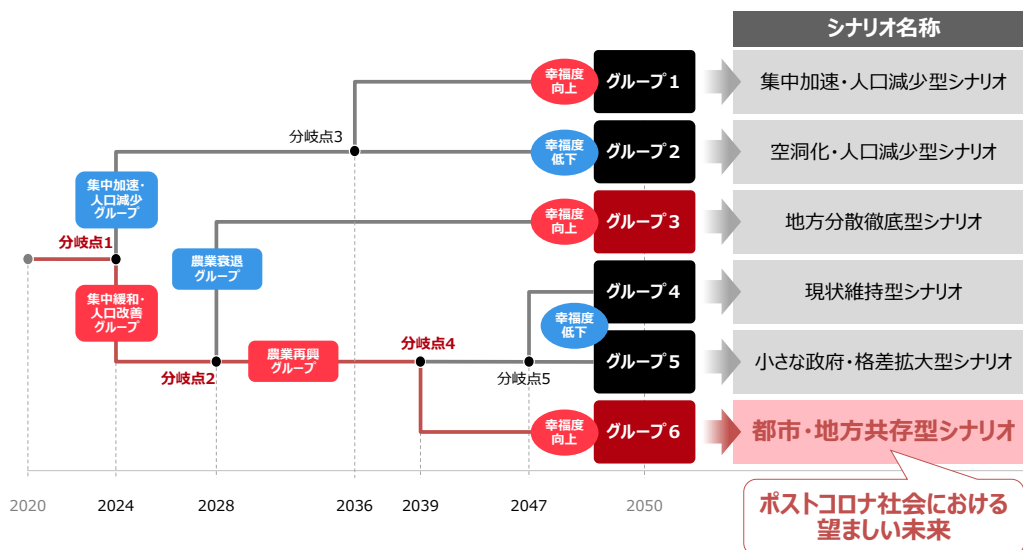 シナリオ名称
幸福度
向上
グループ1
集中加速・人口減少型シナリオ
分岐点3
幸福度
低下
グループ2
空洞化・人口減少型シナリオ
集中加速・
人口減少
グループ
幸福度
向上
グループ3
地方分散徹底型シナリオ
分岐点1
農業衰退
グループ
グループ4
現状維持型シナリオ
集中緩和・
人口改善
グループ
幸福度
低下
農業再興
グループ
分岐点4
グループ5
小さな政府・格差拡大型シナリオ
分岐点2
分岐点5
幸福度
向上
グループ6
都市・地方共存型シナリオ
2020
2024
2028
2036
2039
2047
2050
ポストコロナ社会における
望ましい未来